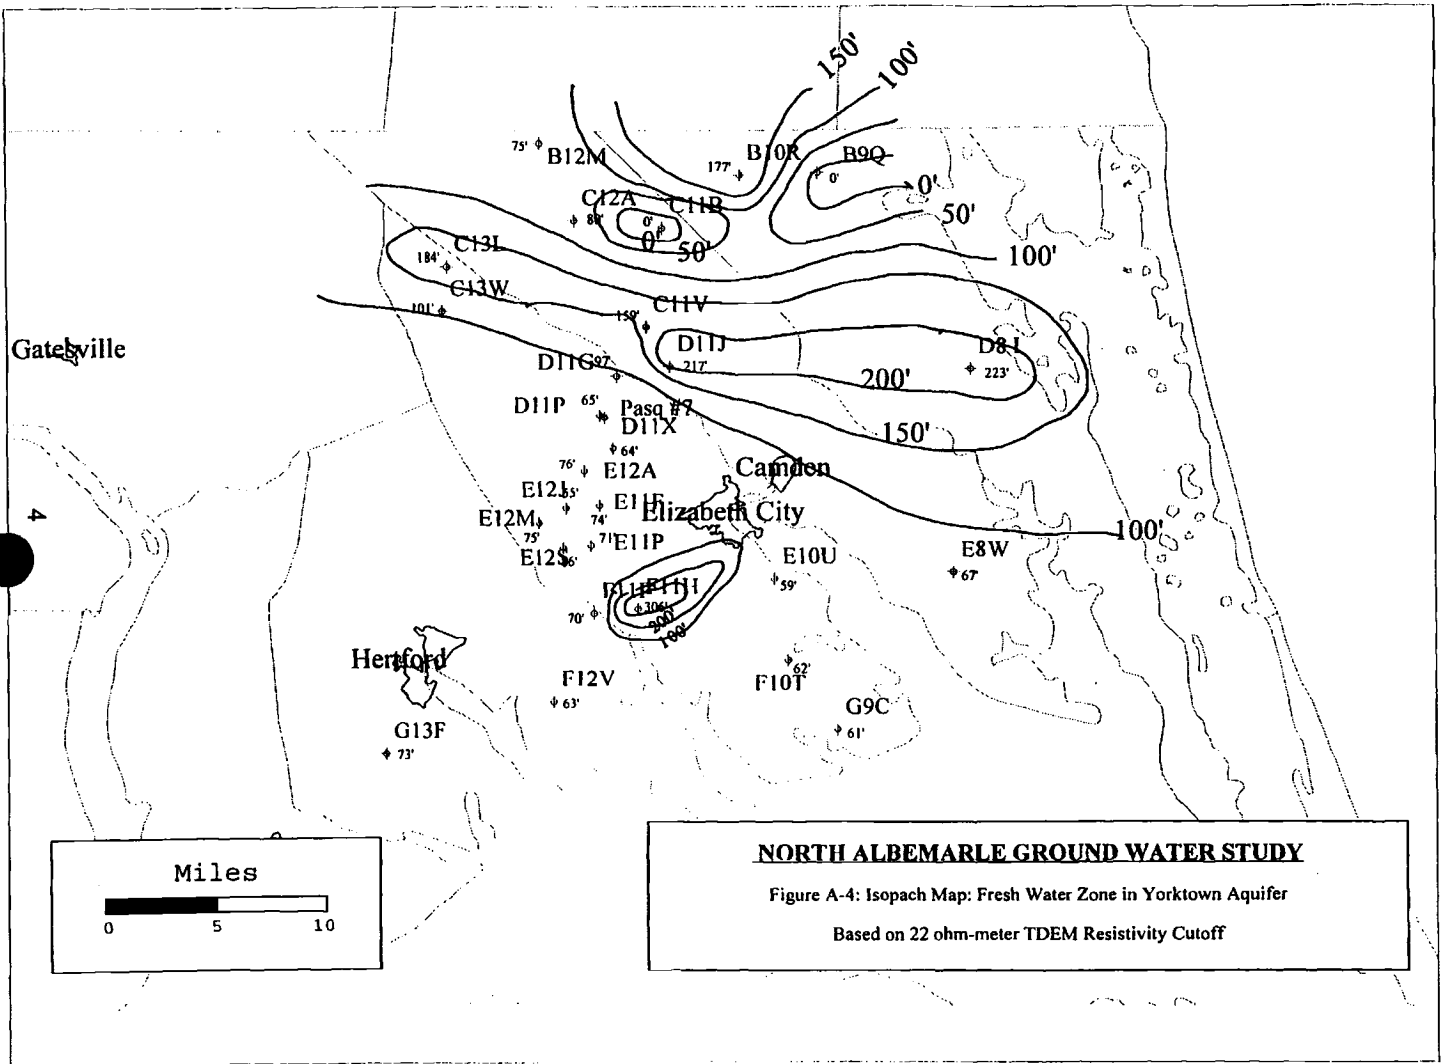 150'
100'
75'
B12M
177'
B10R
B9Q
0'
0'
C12A
C11B
0'
0'
50'
50'
100'
C13L
184'
C13W
101'
159'
C11V
Gatesville
D11J
217'
D8I
223'
D11G
97'
200'
D11P
65'
Pasq #7
D11X
64'
150'
76'
E12A
Camden
E12J
E11F
Elizabeth City
4
E12M
74'
100'
75'
71'
E11P
E12S
E10U
59'
E8W
67'
F11H
306'
200'
100'
70'
Hertford
F12V
63'
F10T
62'
G9C
61'
G13F
73'
Miles
0 5 10
NORTH ALBEMARLE GROUND WATER STUDY
Figure A-4: Isopach Map: Fresh Water Zone in Yorktown Aquifer
Based on 22 ohm-meter TDEM Resistivity Cutoff